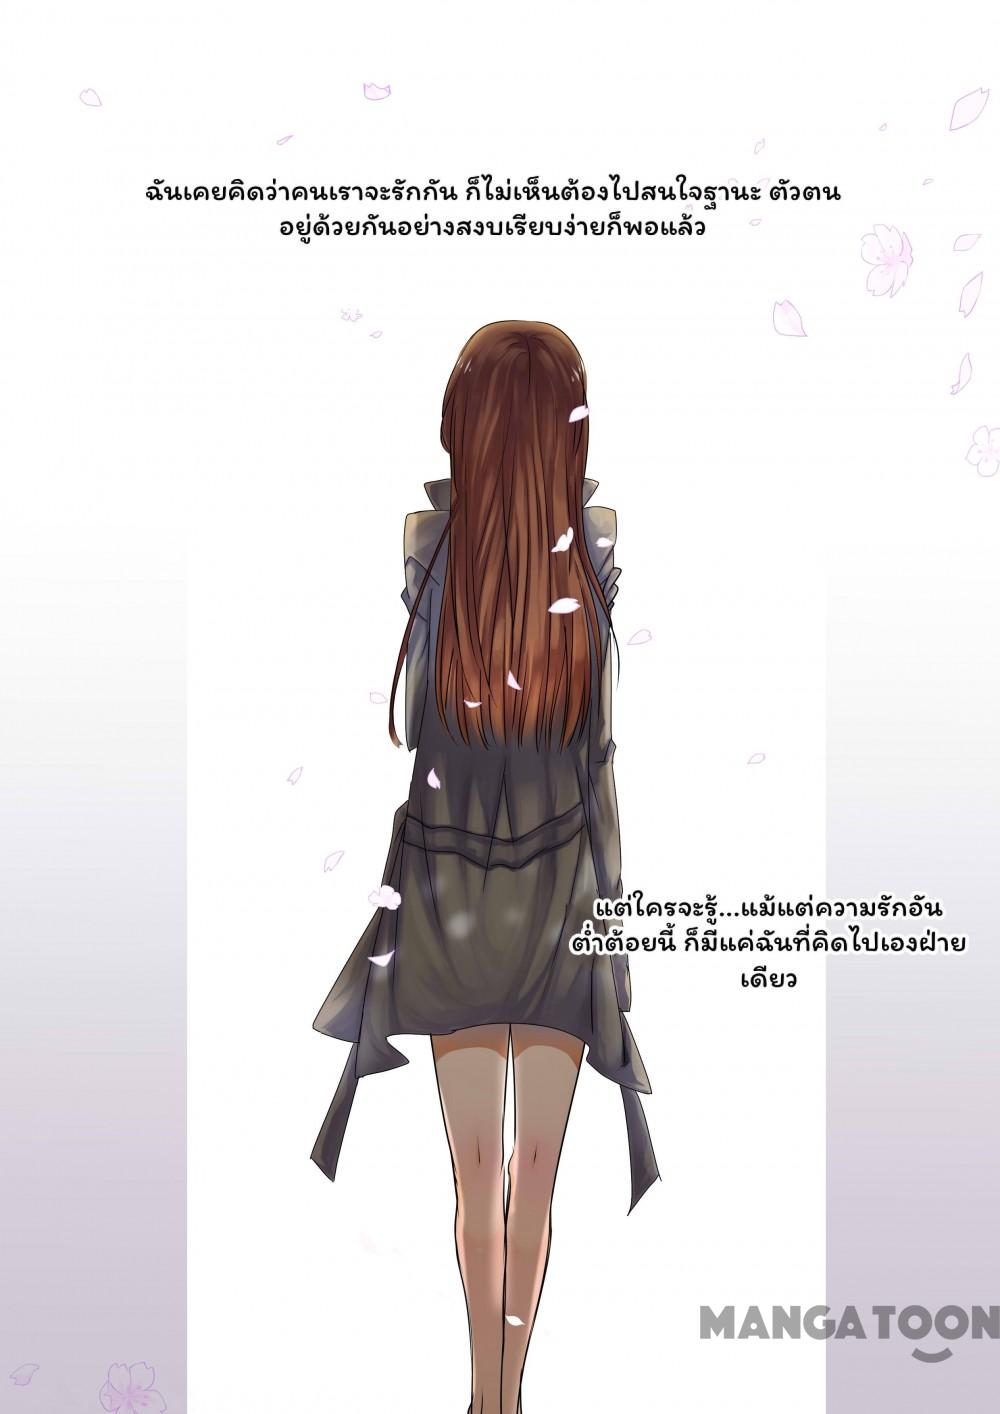 ฉันเคยคิดว่าคนเราจะรักกัน ก็ไม่เห็นต้องไปสนใจฐานะ ตัวตน
อยู่ด้วยกันอย่างสงบเรียบง่ายก็พอแล้ว
แต่ใครจะรู้...แม้แต่ความรักอัน
ต่ำต้อยนี้ ก็มีแค่ฉันที่คิดไปเองฝ่าย
เดียว
MANGATOON